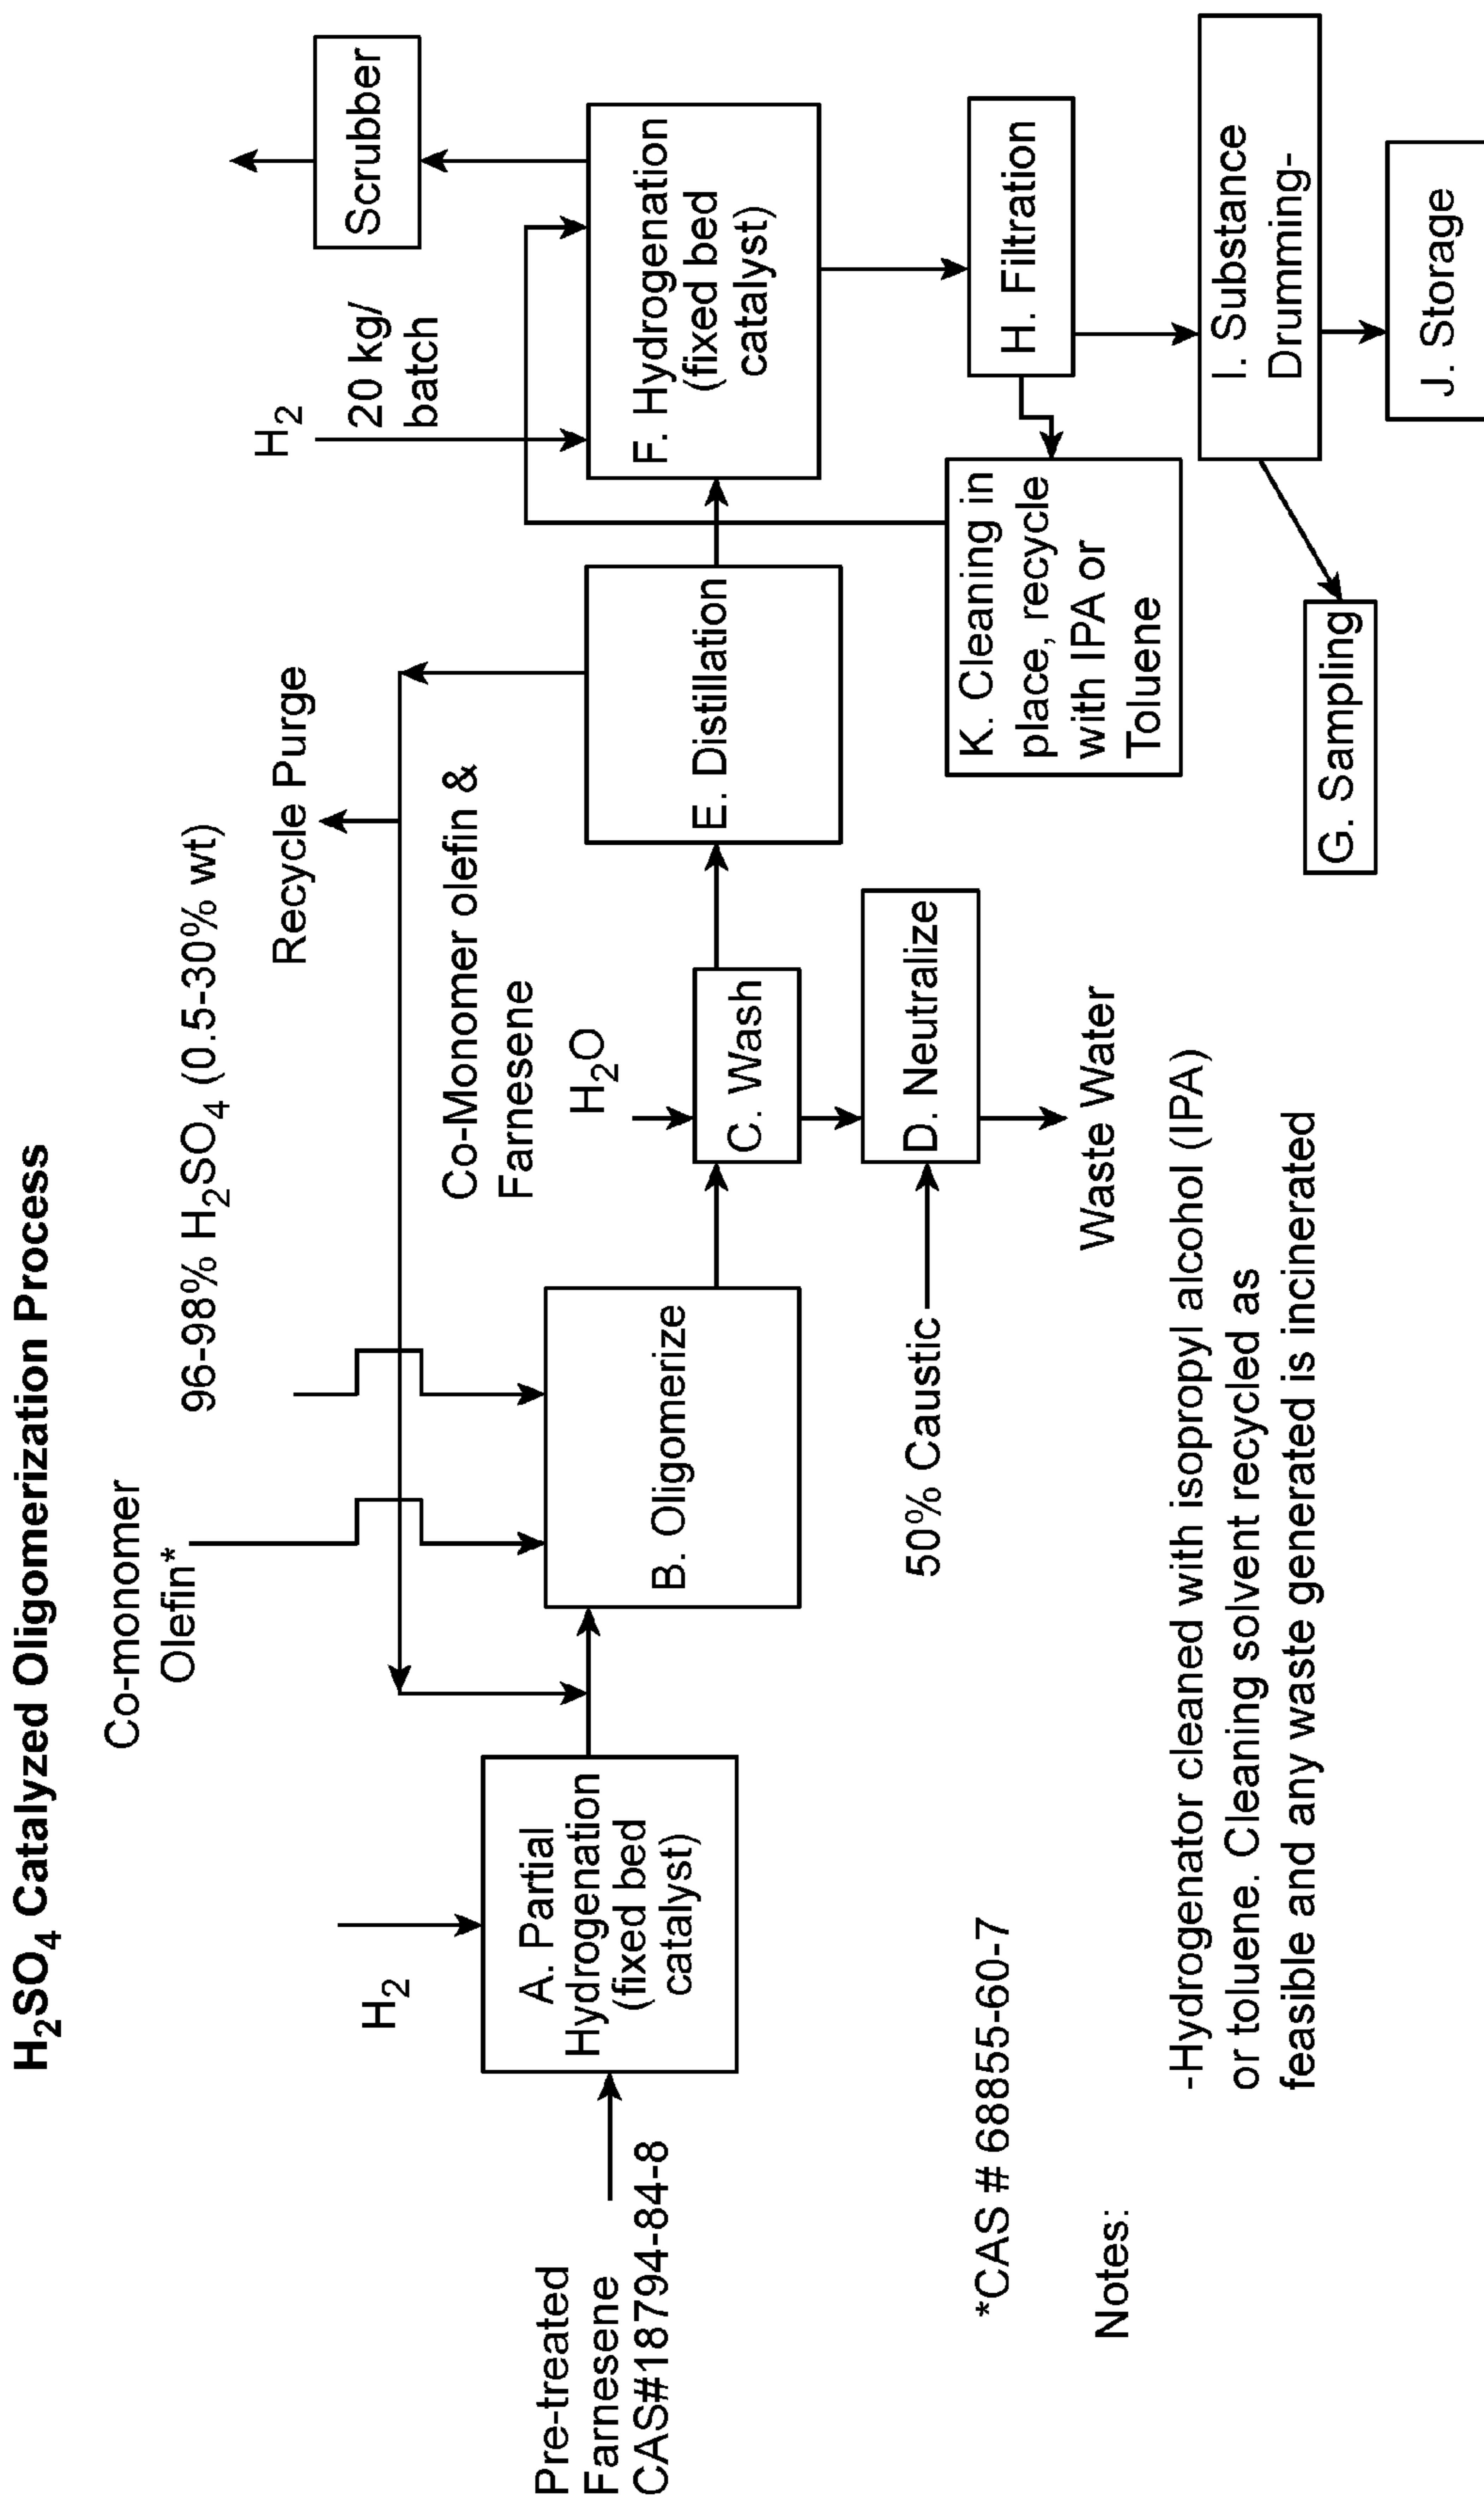 H2SO4 Catalyzed Oligomerization Process
Co-monomer
Olefin*
96-98% H2SO4 (0.5-30% wt)
Recycle Purge
H2
20 kg/
batch
Scrubber
H2
Co-Monomer olefin &
Farnesene
H2O
Pre-treated
Farnesene
CAS#18794-84-8
A. Partial
Hydrogenation
(fixed bed
catalyst)
B. Oligomerize
C. Wash
E. Distillation
F. Hydrogenation
(fixed bed
catalyst)
50% Caustic
D. Neutralize
Waste Water
K. Cleaning in
place, recycle
with IPA or
Toluene
H. Filtration
I. Substance
Drumming-
G. Sampling
J. Storage
*CAS # 68855-60-7
Notes:
-Hydrogenator cleaned with isopropyl alcohol (IPA)
or toluene. Cleaning solvent recycled as
feasible and any waste generated is incinerated